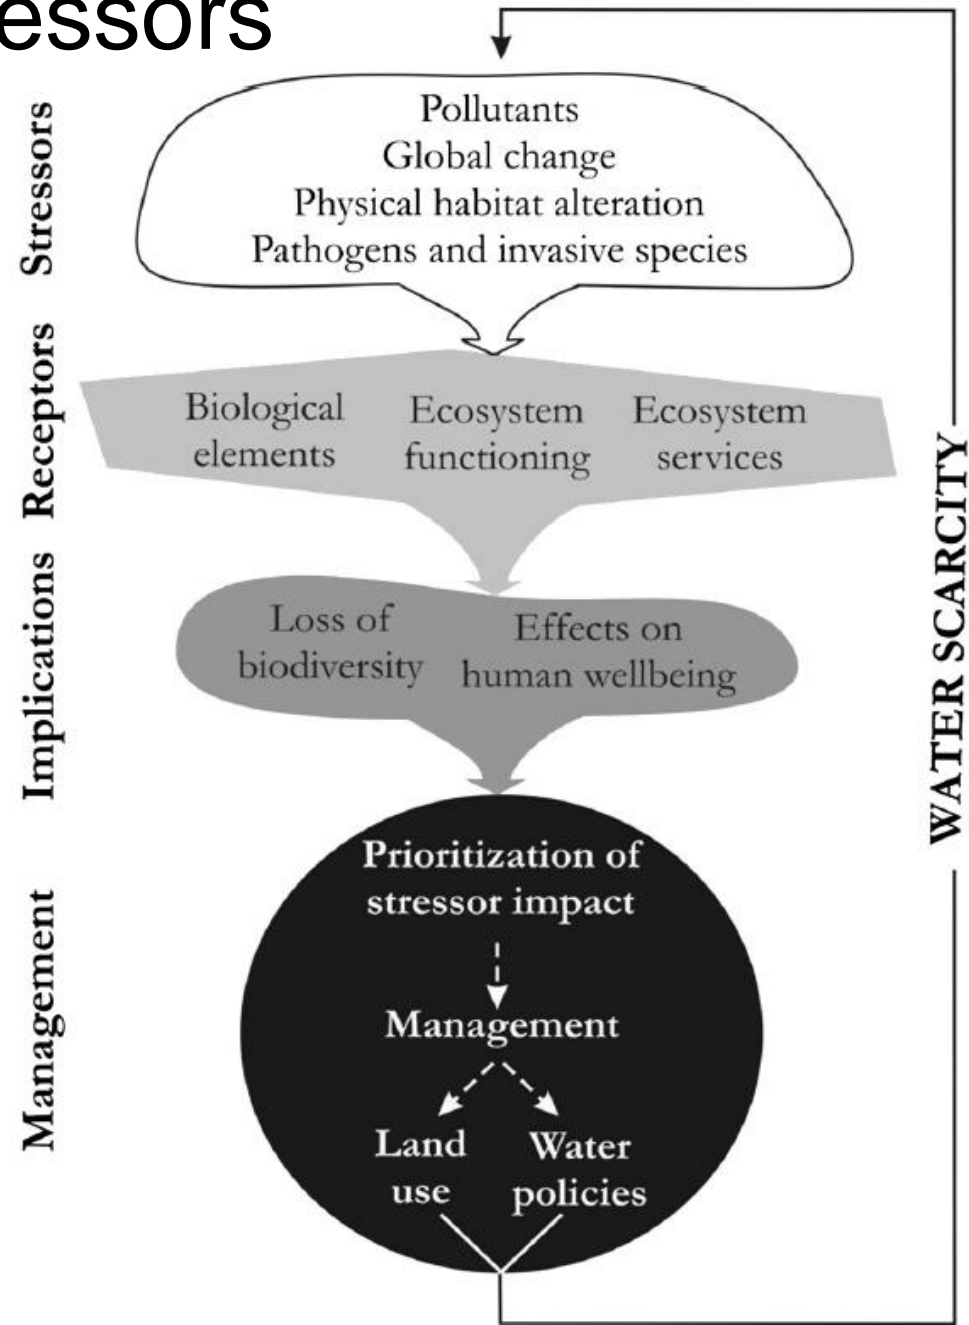 essors
Stressors
Pollutants
Global change
Physical habitat alteration
Pathogens and invasive species
Receptors
Biological
elements
Ecosystem
functioning
Ecosystem
services
Implications
Loss of
biodiversity
Effects on
human wellbeing
Management
Prioritization of
stressor impact
Management
Land
use
Water
policies
WATER SCARCITY